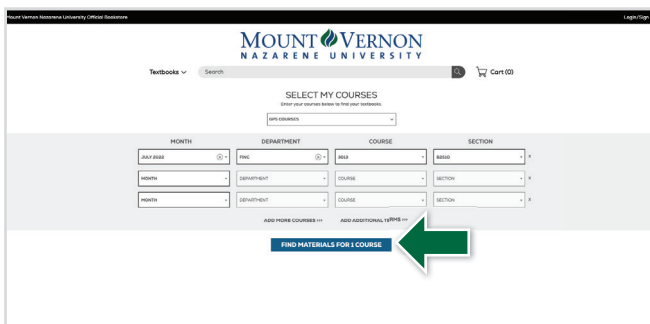 Mount Vernon Nazarene University Official Bookstore
Login/Sign
MOUNT VERNON
NAZARENE UNIVERSITY
Textbooks
Search
Cart (0)
SELECT MY COURSES
Enter your courses below to find your textbooks.
GPS COURSES
MONTH DEPARTMENT COURSE SECTION
JULY 2022 FINC
MONTH DEPARTMENT COURSE SECTION
MONTH DEPARTMENT COURSE SECTION
ADD MORE COURSES >>> ADD ADDITIONAL TERMS >>>
FIND MATERIALS FOR 1 COURSE